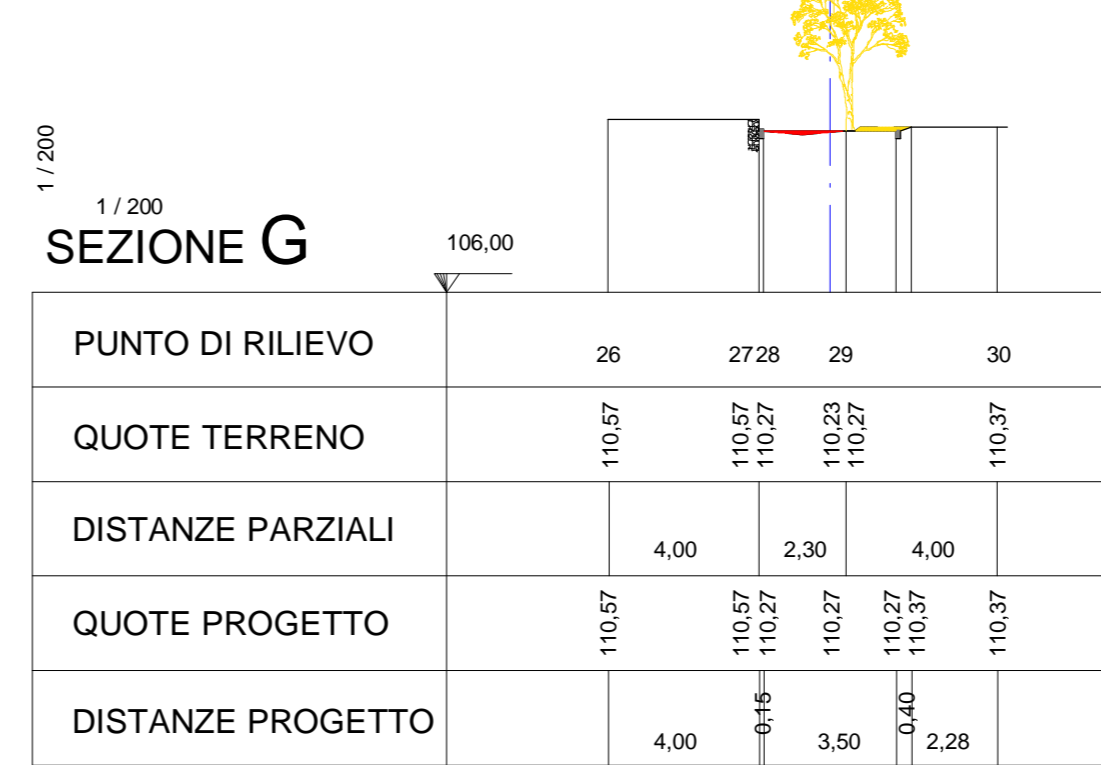 1 / 200
1 / 200
SEZIONE G
106,00
PUNTO DI RILIEVO 26 27 28 29 30
QUOTE TERRENO 110,57 110,57 110,27 110,23 110,27 110,37
DISTANZE PARZIALI 4,00 2,30 4,00
QUOTE PROGETTO 110,57 110,57 110,27 110,27 110,27 110,37 110,37
DISTANZE PROGETTO 4,00 0,15 3,50 0,40 2,28